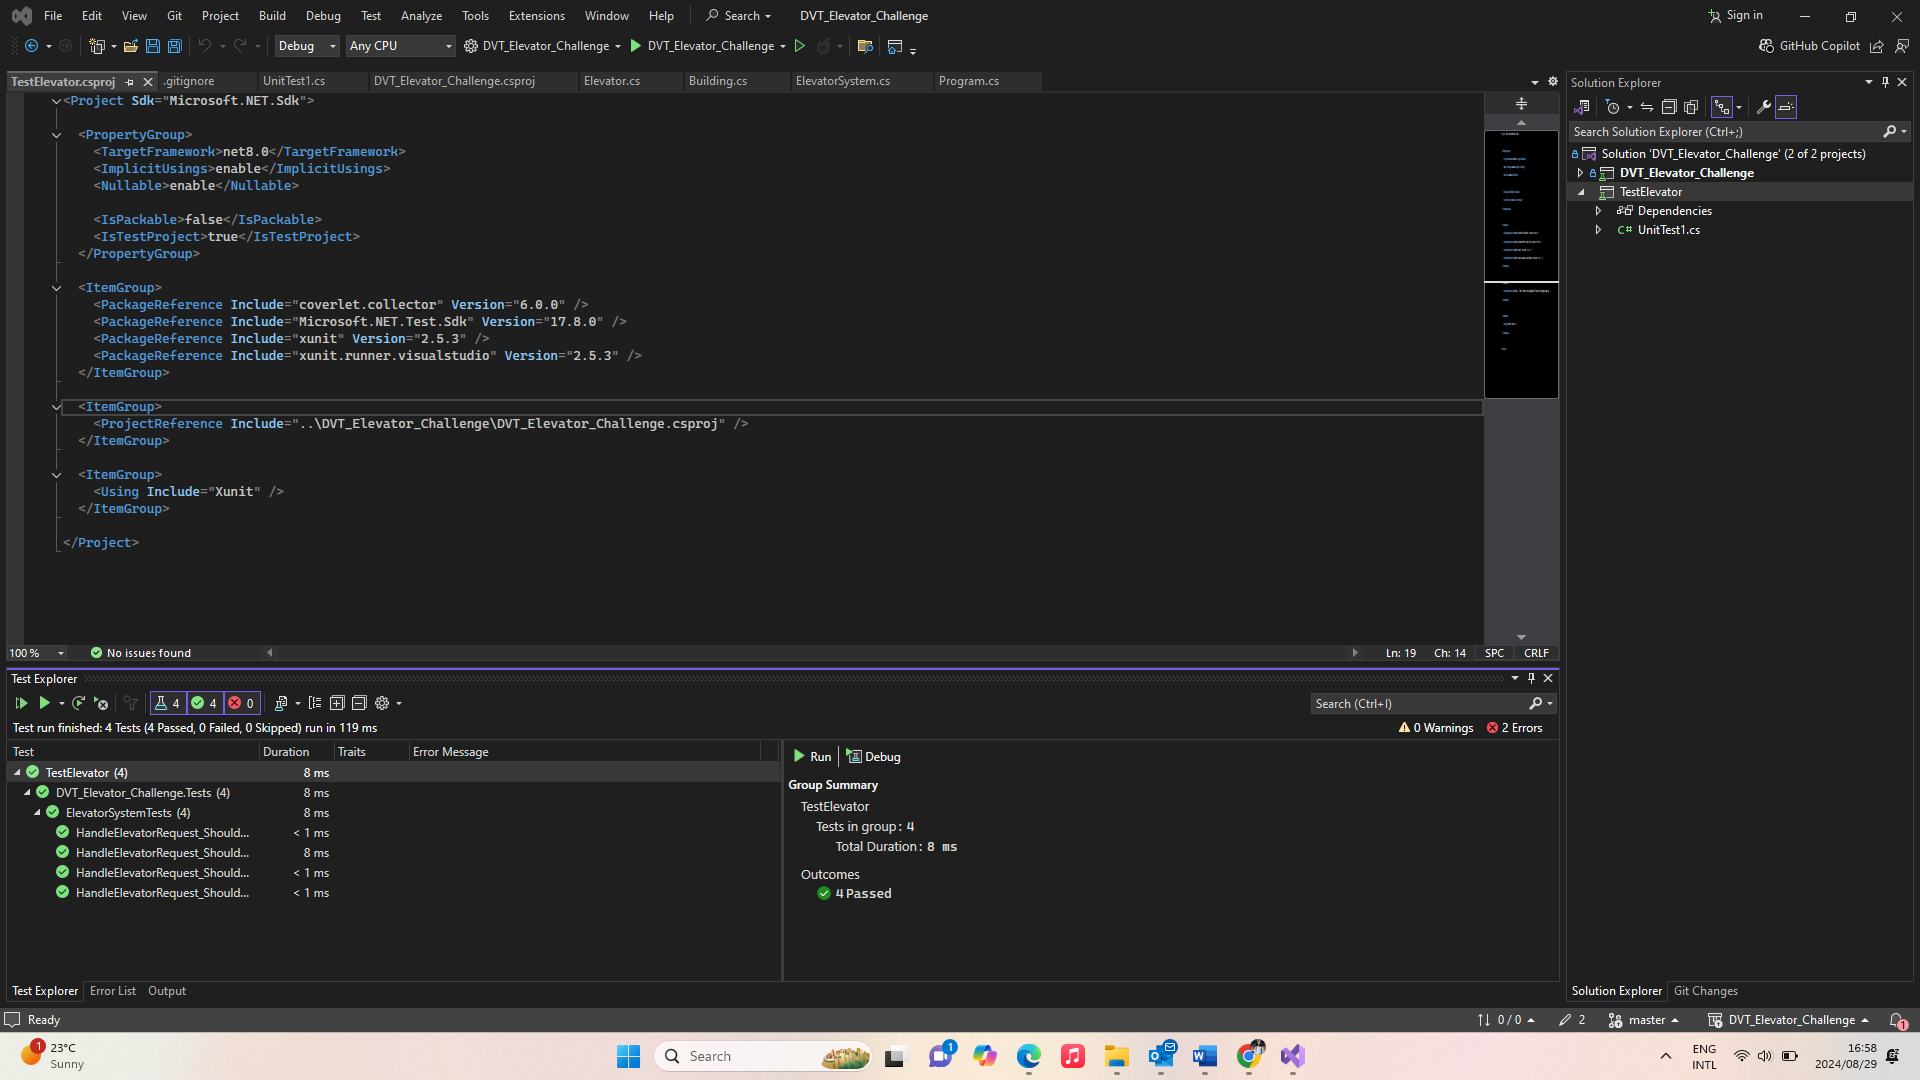 File Edit View Git Project Build Debug Test Analyze Tools Extensions Window Help Search DVT_Elevator_Challenge Sign in
Debug Any CPU DVT_Elevator_Challenge DVT_Elevator_Challenge GitHub Copilot
TestElevator.csproj .gitignore UnitTest1.cs DVT_Elevator_Challenge.csproj Elevator.cs Building.cs ElevatorSystem.cs Program.cs
<Project Sdk="Microsoft.NET.Sdk">
<PropertyGroup>
<TargetFramework>net8.0</TargetFramework>
<ImplicitUsings>enable</ImplicitUsings>
<Nullable>enable</Nullable>
<IsPackable>false</IsPackable>
<IsTestProject>true</IsTestProject>
</PropertyGroup>
<ItemGroup>
<PackageReference Include="coverlet.collector" Version="6.0.0" />
<PackageReference Include="Microsoft.NET.Test.Sdk" Version="17.8.0" />
<PackageReference Include="xunit" Version="2.5.3" />
<PackageReference Include="xunit.runner.visualstudio" Version="2.5.3" />
</ItemGroup>
<ItemGroup>
<ProjectReference Include="..\DVT_Elevator_Challenge\DVT_Elevator_Challenge.csproj" />
</ItemGroup>
<ItemGroup>
<Using Include="Xunit" />
</ItemGroup>
</Project>
100 % No issues found Ln: 19 Ch: 14 SPC CRLF
Solution Explorer
Search Solution Explorer (Ctrl+;)
Solution 'DVT_Elevator_Challenge' (2 of 2 projects)
DVT_Elevator_Challenge
TestElevator
Dependencies
C# UnitTest1.cs
Test Explorer
4 4 0 Search (Ctrl+I)
Test run finished: 4 Tests (4 Passed, 0 Failed, 0 Skipped) run in 119 ms 0 Warnings 2 Errors
Test Duration Traits Error Message
TestElevator (4) 8 ms
DVT_Elevator_Challenge.Tests (4) 8 ms
ElevatorSystemTests (4) 8 ms
HandleElevatorRequest_Should... < 1 ms
HandleElevatorRequest_Should... 8 ms
HandleElevatorRequest_Should... < 1 ms
HandleElevatorRequest_Should... < 1 ms
Run Debug
Group Summary
TestElevator
Tests in group: 4
Total Duration: 8 ms
Outcomes
4 Passed
Test Explorer Error List Output
Solution Explorer Git Changes
Ready 0 / 0 2 master DVT_Elevator_Challenge 1
1 23°C
Sunny
Search
1
ENG
INTL
16:58
2024/08/29